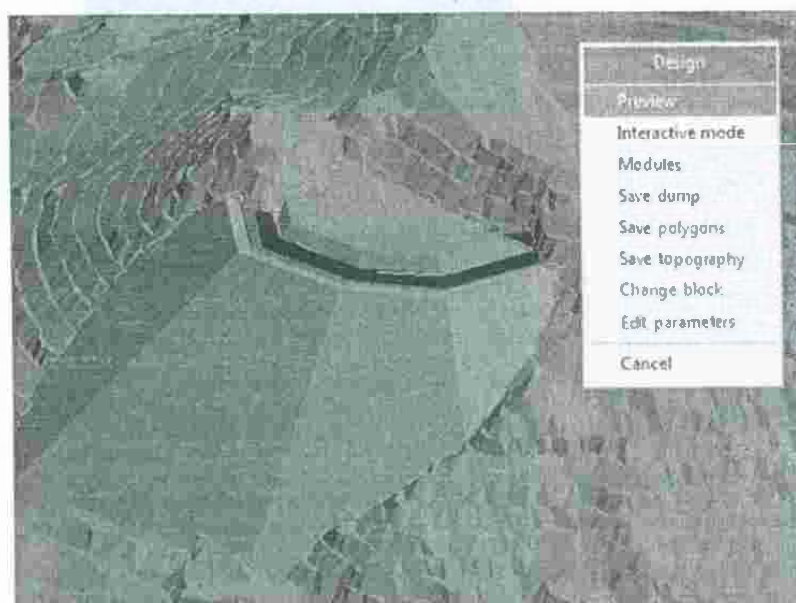 Design
Preview
Interactive mode
Modules
Save dump
Save polygons
Save topography
Change block
Edit parameters
Cancel